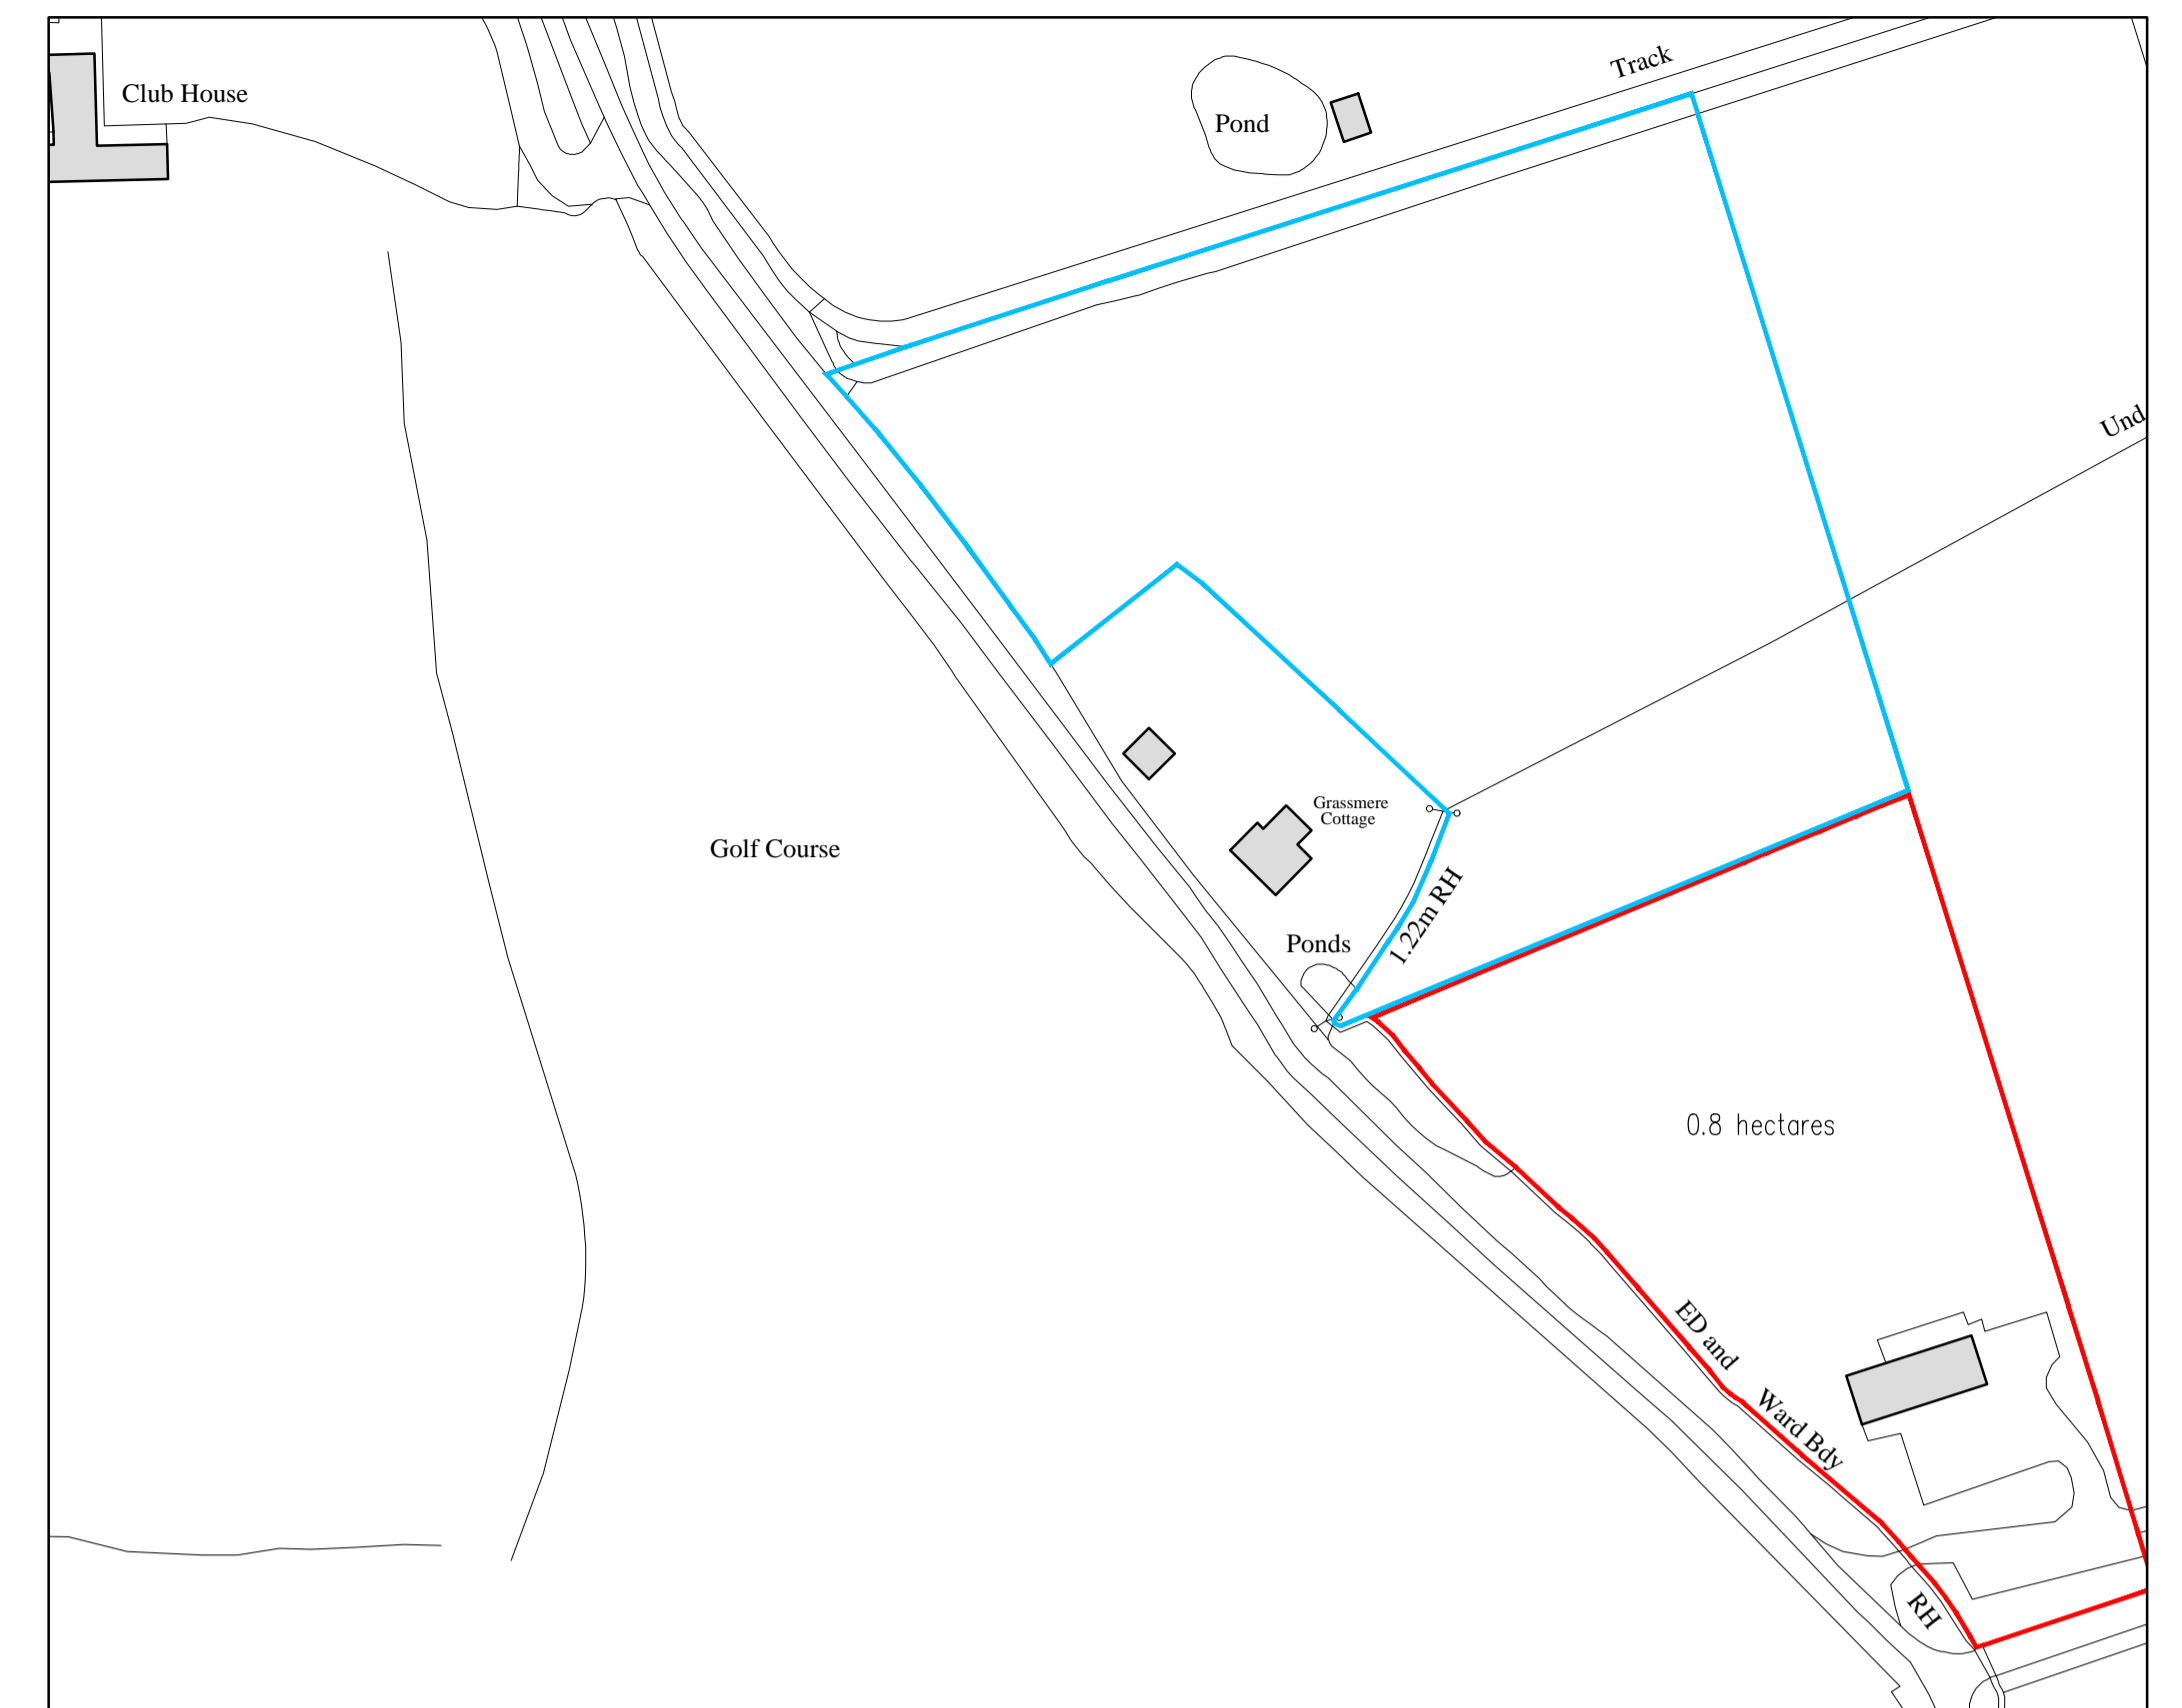 Track
Club House
Pond
Und
Grassmere
Cottage
Golf Course
1.22m RH
Ponds
0.8 hectares
ED and
Ward Bdy
RH